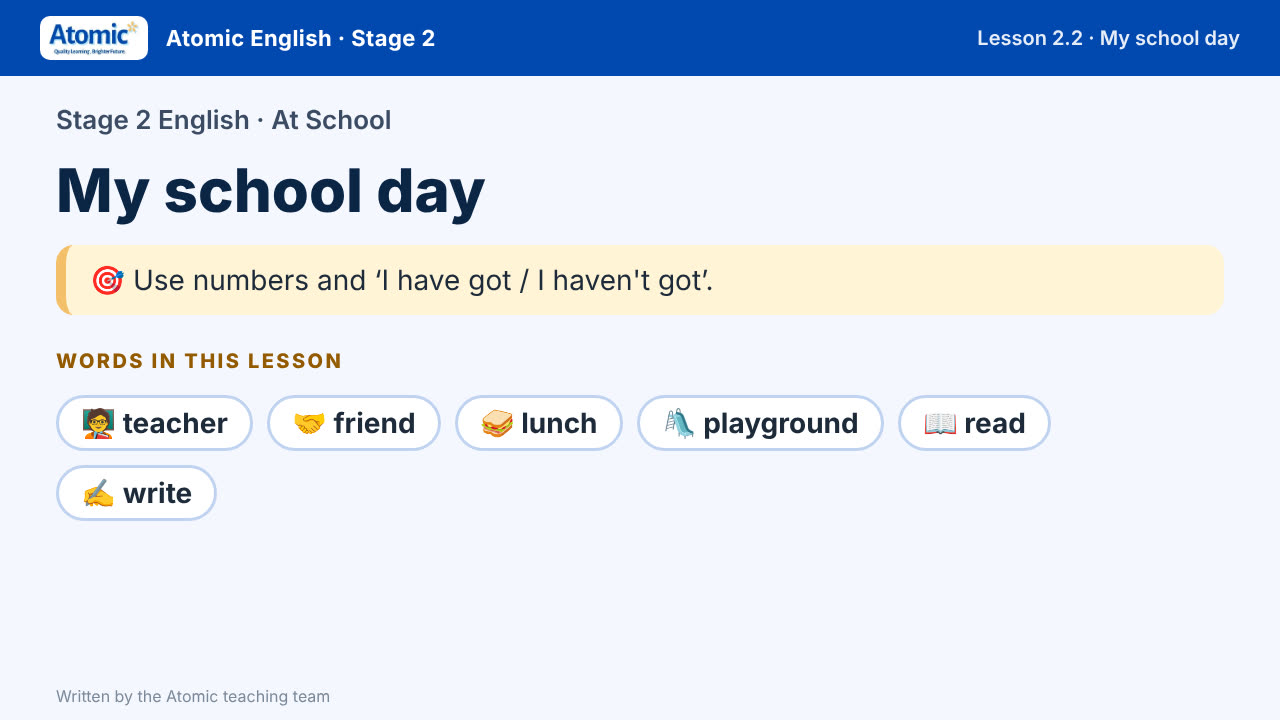 Atomic
Quality Learning. Brighter Future.
Atomic English · Stage 2
Lesson 2.2 · My school day
Stage 2 English · At School
My school day
🎯 Use numbers and ‘I have got / I haven't got’.
WORDS IN THIS LESSON
🧑‍🏫 teacher 🤝 friend 🥪 lunch 🛝 playground 📖 read
✍️ write
Written by the Atomic teaching team